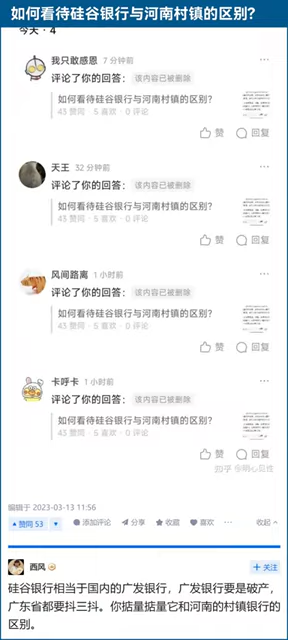 如何看待硅谷银行与河南村镇的区别?
今天 · 4
我只取感恩 7 分钟前
评论了你的回答： 该内容已被删除
如何看待硅谷银行与河南村镇的区别?
43 赞同 · 5 喜欢 · 0 评论
赞 回复
天王 32 分钟前
评论了你的回答： 该内容已被删除
如何看待硅谷银行与河南村镇的区别?
43 赞同 · 5 喜欢 · 0 评论
赞 回复
风间路离 1 小时前
评论了你的回答： 该内容已被删除
如何看待硅谷银行与河南村镇的区别?
43 赞同 · 5 喜欢 · 0 评论
赞 回复
卡呼卡 1 小时前
评论了你的回答： 该内容已被删除
如何看待硅谷银行与河南村镇的区别?
43 赞同 · 5 喜欢 · 0 评论
赞 回复
编辑于 2023-03-13 11:56
赞同 53 添加评论 分享 收藏 喜欢 收起
西风 + 关注
硅谷银行相当于国内的广发银行，广发银行要是破产，
广东省都要抖三抖。你掂量掂量它和河南的村镇银行的
区别。